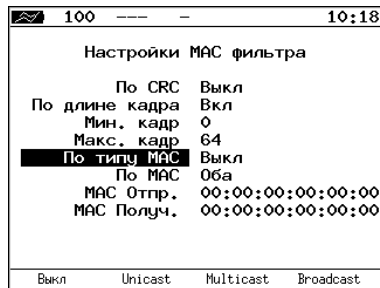 100 --- - 10:18
Настройки MAC фильтра
По CRC Выкл
По длине кадра Вкл
Мин. кадр 0
Макс. кадр 64
По типу MAC Выкл
По MAC Оба
MAC Отпр. 00:00:00:00:00:00
MAC Получ. 00:00:00:00:00:00
Выкл Unicast Multicast Broadcast